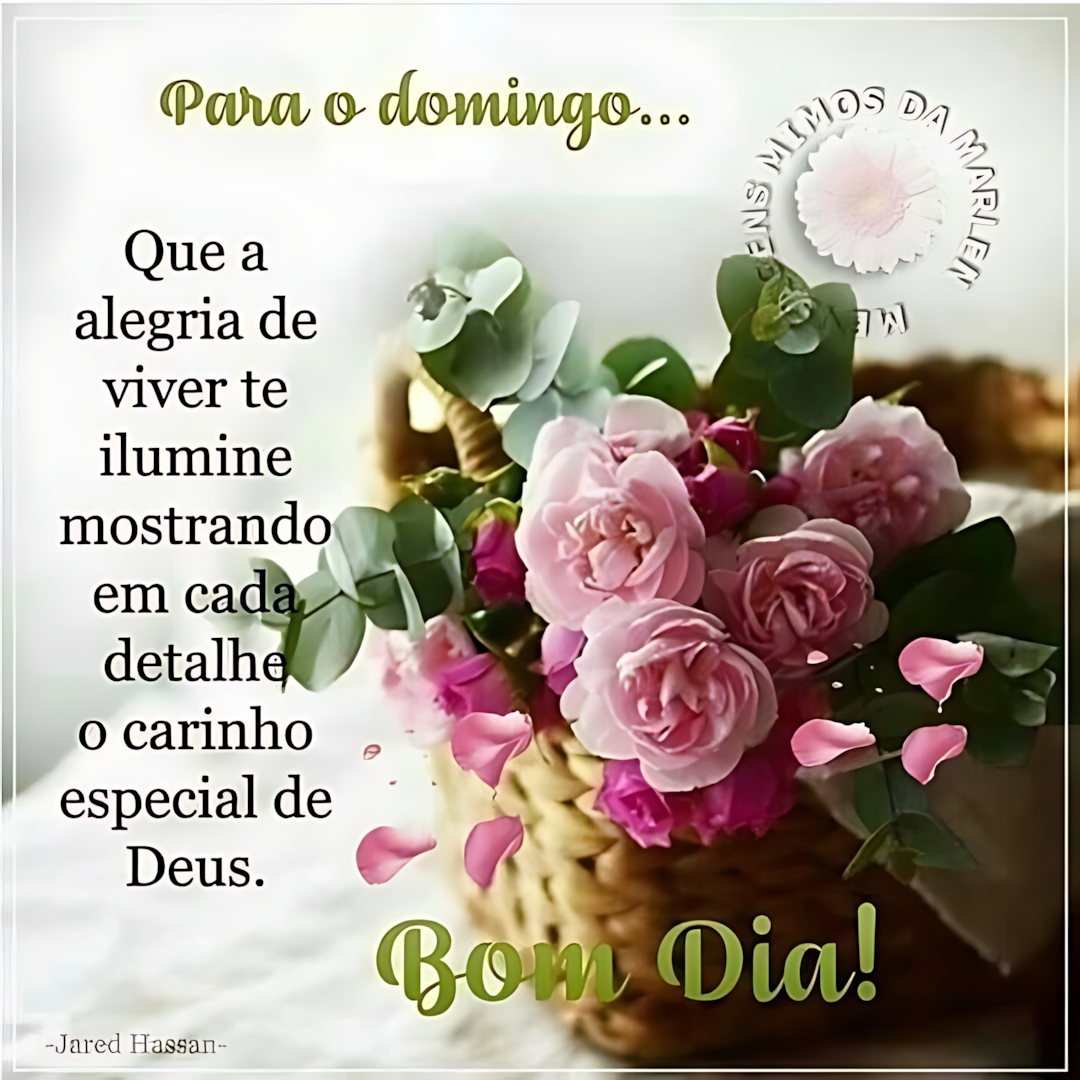 Para o domingo...
MENSENS MIMOS DA MARLEN
Que a
alegria de
viver te
ilumine
mostrando
em cada
detalhe
o carinho
especial de
Deus.
Bom Dia!
-Jared Hassan-